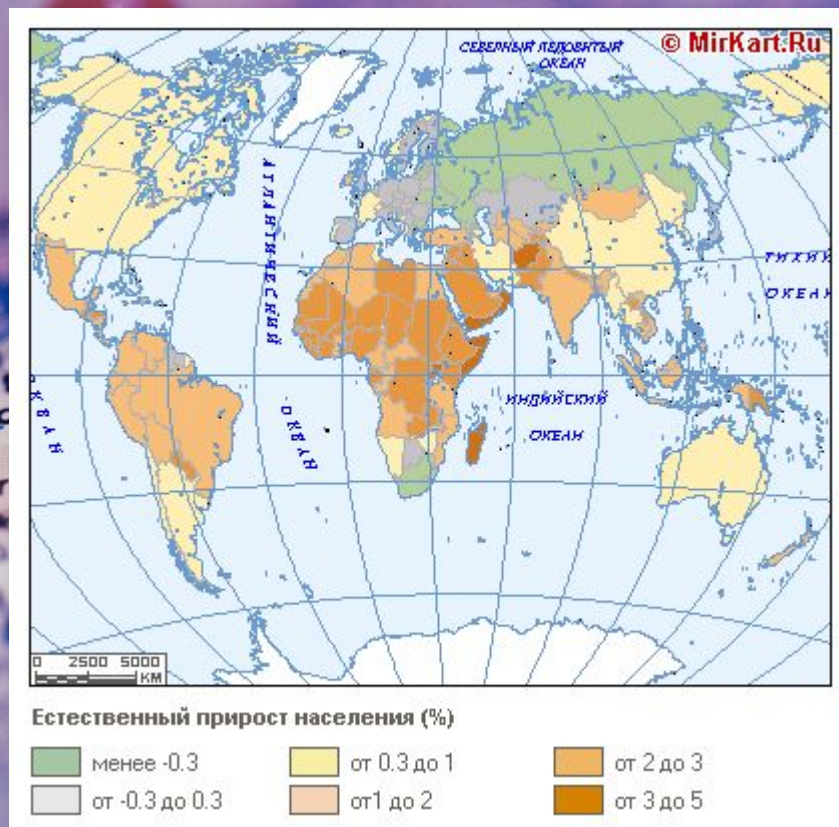 СЕВЕРНЫЙ ЛЕДОВИТЫЙ
ОКЕАН
© MirKart.Ru
АТЛАНТИЧЕСКИЙ
ОКЕАН
ТИХИЙ
ОКЕАН
ОКЕАН
ИНДИЙСКИЙ
ОКЕАН
0 2500 5000
КМ
Естественный прирост населения (%)
менее -0.3
от -0.3 до 0.3
от 0.3 до 1
от1 до 2
от 2 до 3
от 3 до 5